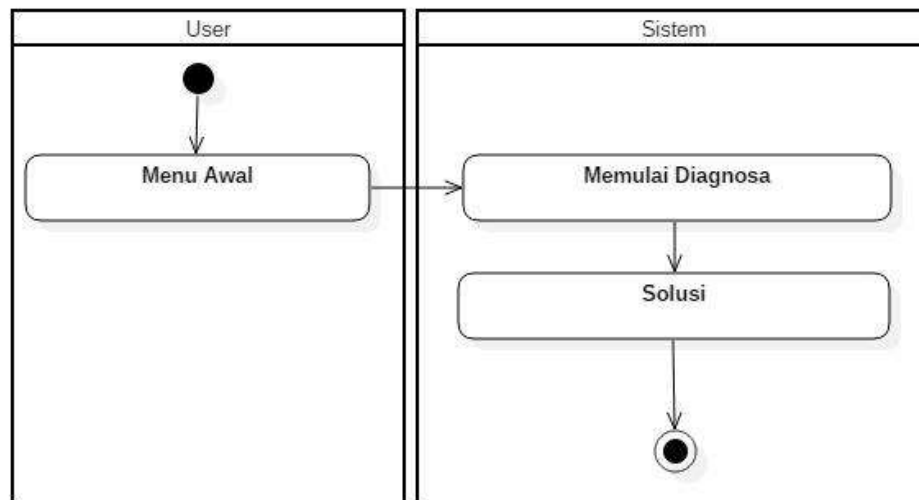 User
Sistem
Menu Awal
Memulai Diagnosa
Solusi